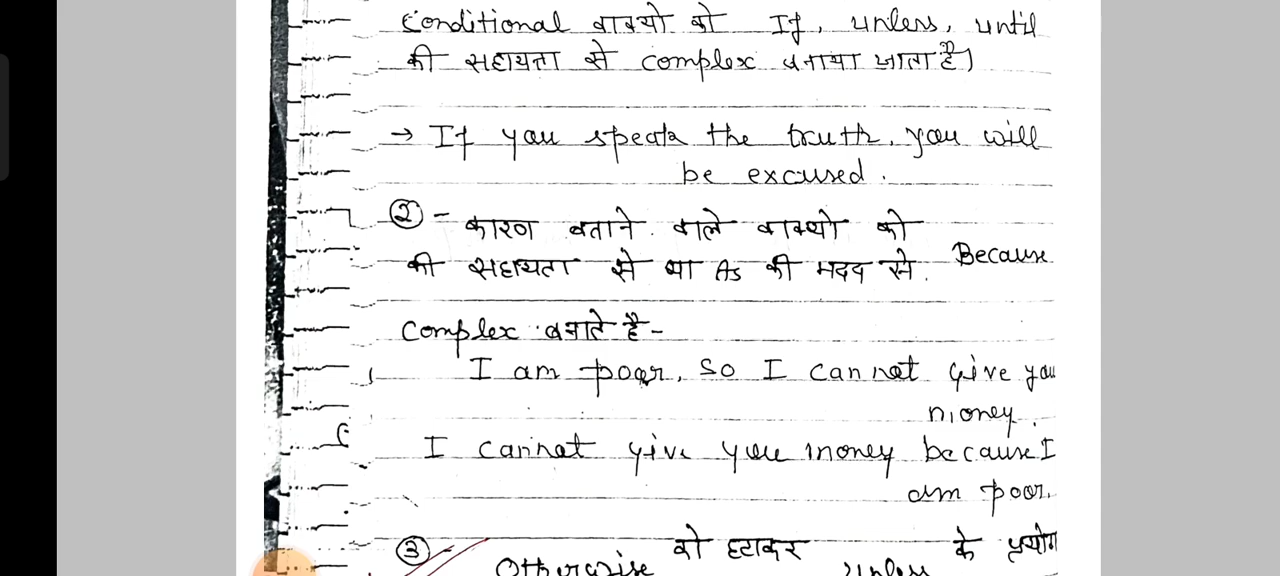 Conditional वाक्यो को If, unless, until
की सहायता से complex बनाया जाता है।
→ If you speak the truth, you will
be excused.
② - कारण बताने वाले वाक्यो को Because
की सहायता से या As की मदद से.
Complex बनाते है -
I am poor, so I cannot give you
money.
I cannot give you money because I
am poor.
③ - Otherwise को हटाकर unless के प्रयोग